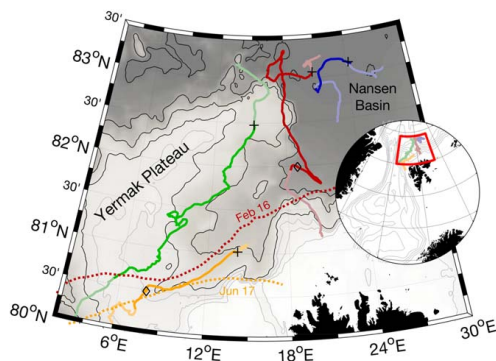 30'
83°N
30'
82°N
30'
81°N
30'
80°N
6°E
12°E
18°E
24°E
30°E
Nansen
Basin
Yermak Plateau
Feb 16
Jun 17